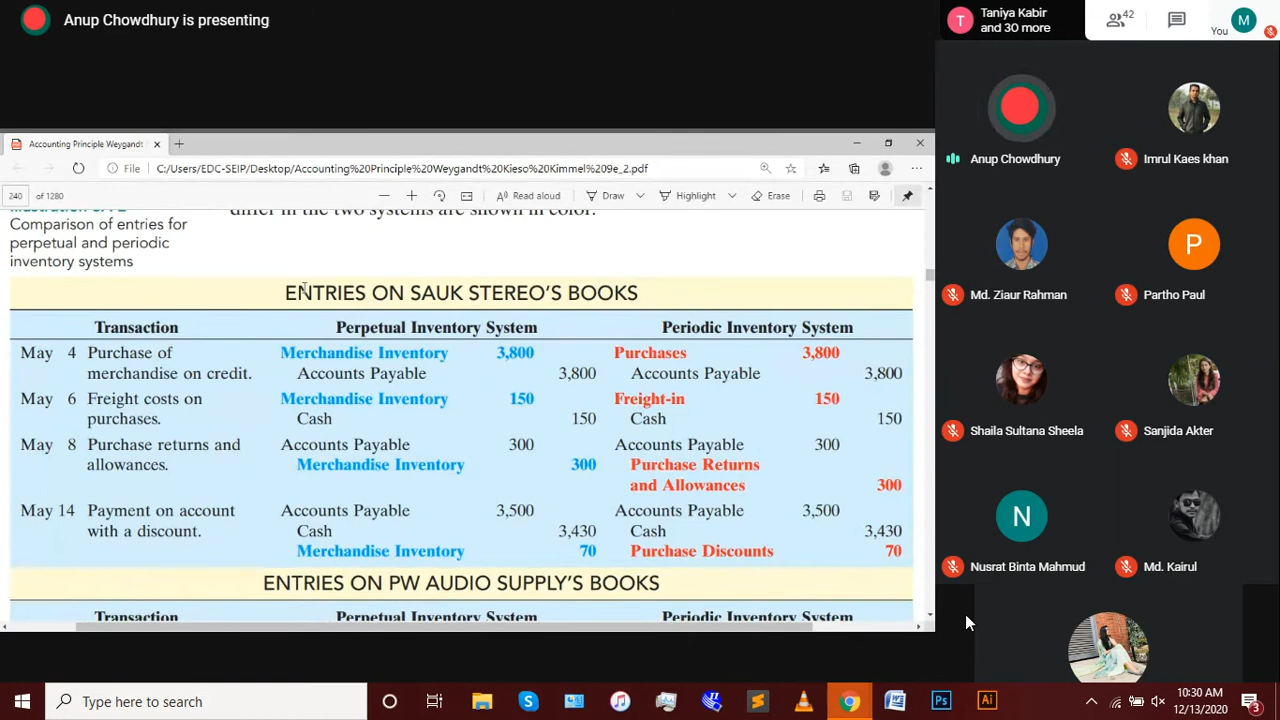 Anup Chowdhury is presenting
Taniya Kabir
and 30 more
42
You
M
T
Accounting Principle Weygandt
File
C:/Users/EDC-SEIP/Desktop/Accounting%20Principle%20Weygandt%20Kieso%20Kimmel%209e_2.pdf
240 of 1280
Read aloud
Draw
Highlight
Erase
differ in the two systems are shown in color.
Comparison of entries for
perpetual and periodic
inventory systems
ENTRIES ON SAUK STEREO'S BOOKS
Transaction Perpetual Inventory System Periodic Inventory System
May 4 Purchase of Merchandise Inventory 3,800 Purchases 3,800
merchandise on credit. Accounts Payable 3,800 Accounts Payable 3,800
May 6 Freight costs on Merchandise Inventory 150 Freight-in 150
purchases. Cash 150 Cash 150
May 8 Purchase returns and Accounts Payable 300 Accounts Payable 300
allowances. Merchandise Inventory 300 Purchase Returns
and Allowances 300
May 14 Payment on account Accounts Payable 3,500 Accounts Payable 3,500
with a discount. Cash 3,430 Cash 3,430
Merchandise Inventory 70 Purchase Discounts 70
ENTRIES ON PW AUDIO SUPPLY'S BOOKS
Transaction Perpetual Inventory System Periodic Inventory System
Anup Chowdhury
Imrul Kaes khan
Md. Ziaur Rahman
P
Partho Paul
Shaila Sultana Sheela
Sanjida Akter
N
Nusrat Binta Mahmud
Md. Kairul
Type here to search
Ps
Ai
10:30 AM
12/13/2020
3